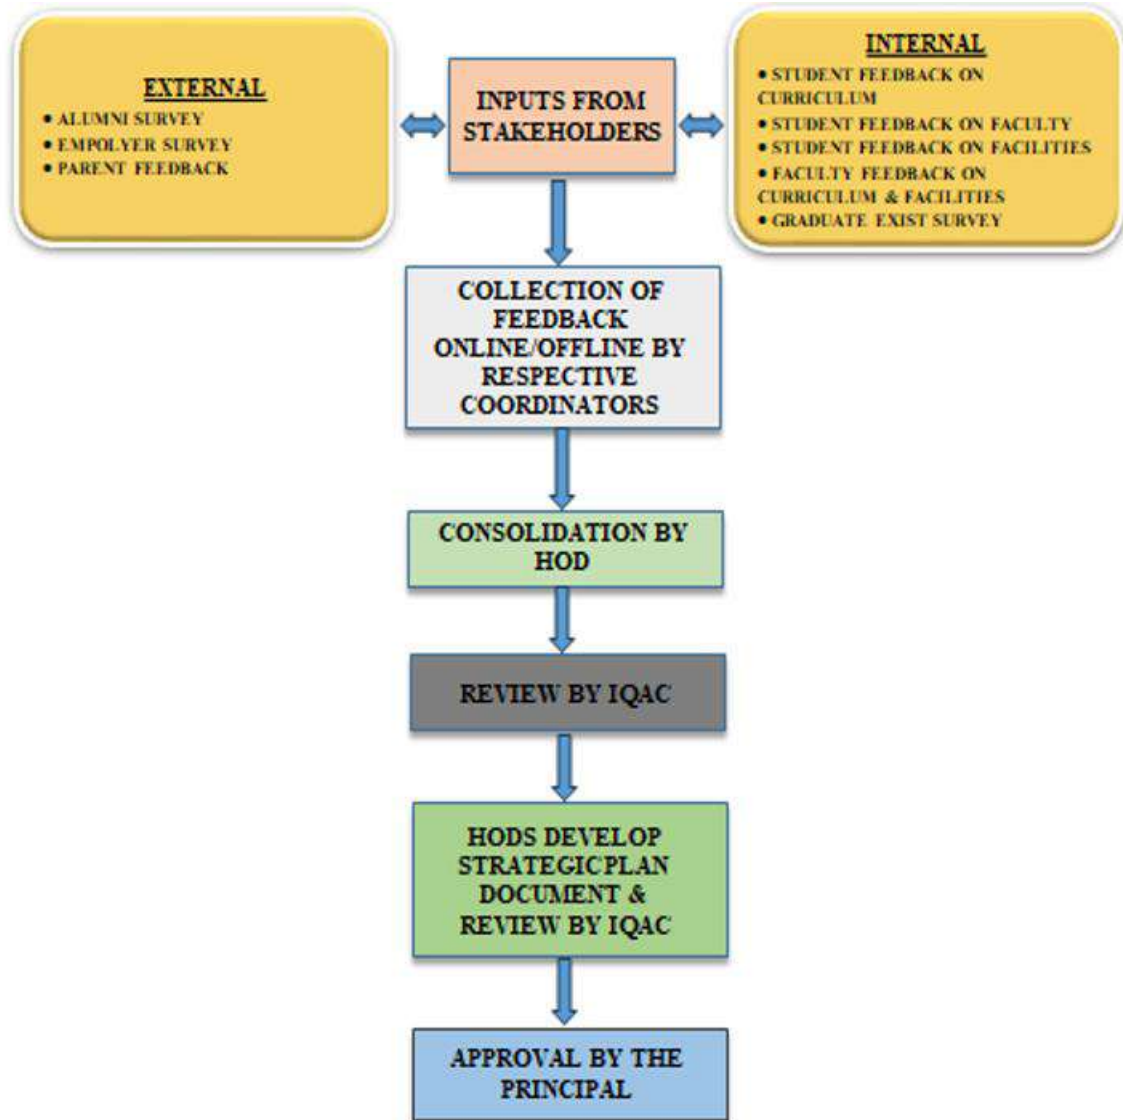 EXTERNAL
• ALUMNI SURVEY
• EMPOLYER SURVEY
• PARENT FEEDBACK
INPUTS FROM
STAKEHOLDERS
INTERNAL
• STUDENT FEEDBACK ON
CURRICULUM
• STUDENT FEEDBACK ON FACULTY
• STUDENT FEEDBACK ON FACILITIES
• FACULTY FEEDBACK ON
CURRICULUM & FACILITIES
• GRADUATE EXIST SURVEY
COLLECTION OF
FEEDBACK
ONLINE/OFFLINE BY
RESPECTIVE
COORDINATORS
CONSOLIDATION BY
HOD
REVIEW BY IQAC
HODS DEVELOP
STRATEGICPLAN
DOCUMENT &
REVIEW BY IQAC
APPROVAL BY THE
PRINCIPAL